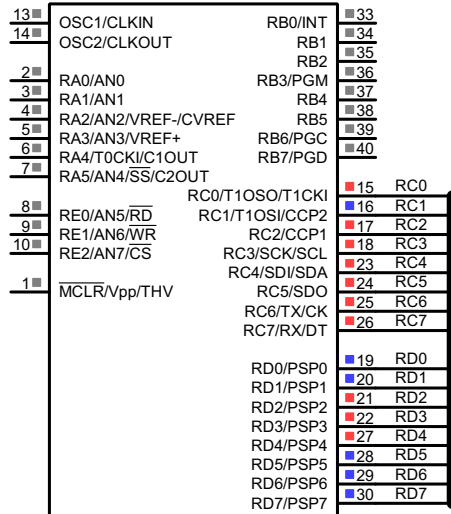 13 OSC1/CLKIN RB0/INT 33
14 OSC2/CLKOUT RB1 34
RB2 35
2 RA0/AN0 RB3/PGM 36
3 RA1/AN1 RB4 37
4 RA2/AN2/VREF-/CVREF RB5 38
5 RA3/AN3/VREF+ RB6/PGC 39
6 RA4/T0CKI/C1OUT RB7/PGD 40
7 RA5/AN4/SS/C2OUT
RC0/T1OSO/T1CKI 15 RC0
8 RE0/AN5/RD RC1/T1OSI/CCP2 16 RC1
9 RE1/AN6/WR RC2/CCP1 17 RC2
10 RE2/AN7/CS RC3/SCK/SCL 18 RC3
RC4/SDI/SDA 23 RC4
1 MCLR/Vpp/THV RC5/SDO 24 RC5
RC6/TX/CK 25 RC6
RC7/RX/DT 26 RC7
RD0/PSP0 19 RD0
RD1/PSP1 20 RD1
RD2/PSP2 21 RD2
RD3/PSP3 22 RD3
RD4/PSP4 27 RD4
RD5/PSP5 28 RD5
RD6/PSP6 29 RD6
RD7/PSP7 30 RD7